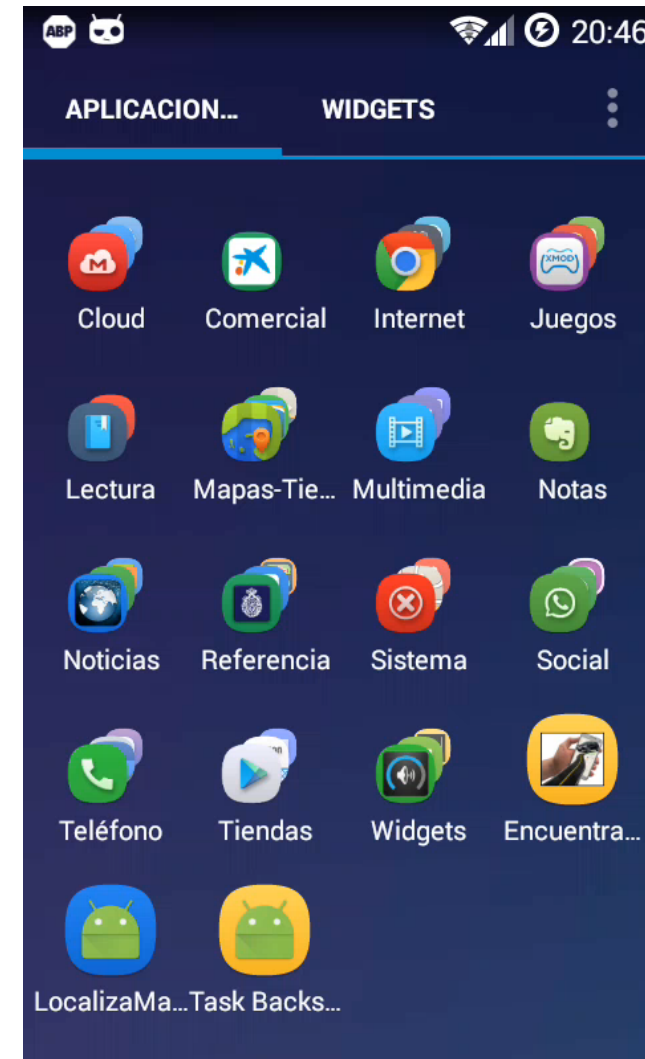 ABP 20:46
APLICACION... WIDGETS
XMOD
Cloud Comercial Internet Juegos
Lectura Mapas-Tie... Multimedia Notas
Noticias Referencia Sistema Social
Teléfono Tiendas Widgets Encuentra...
LocalizaMa... Task Backs...